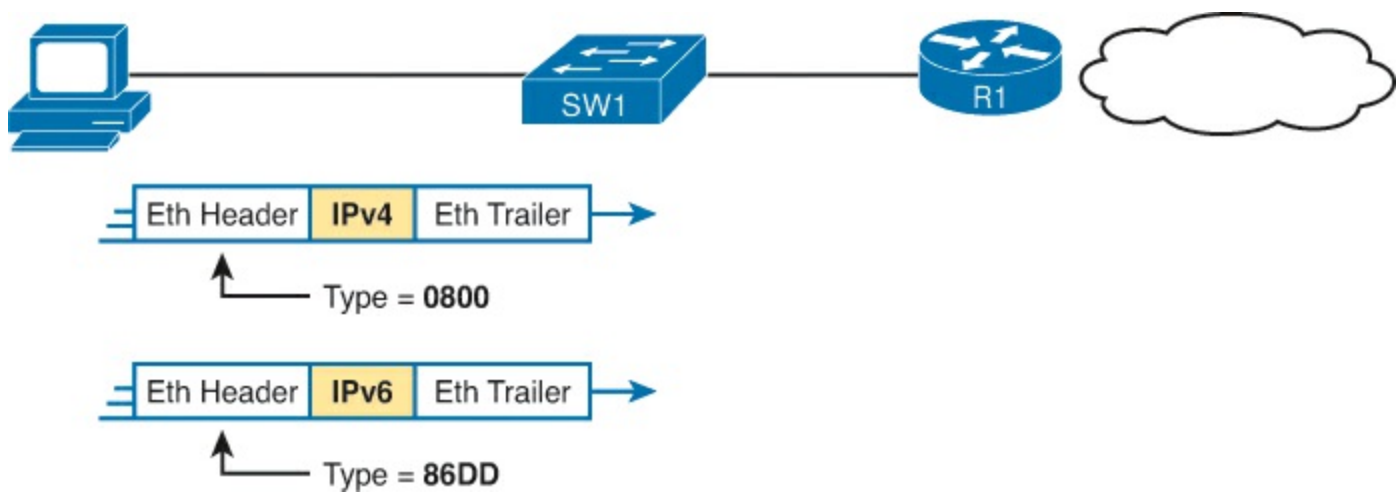 SW1
R1
Eth Header IPv4 Eth Trailer
Type = 0800
Eth Header IPv6 Eth Trailer
Type = 86DD